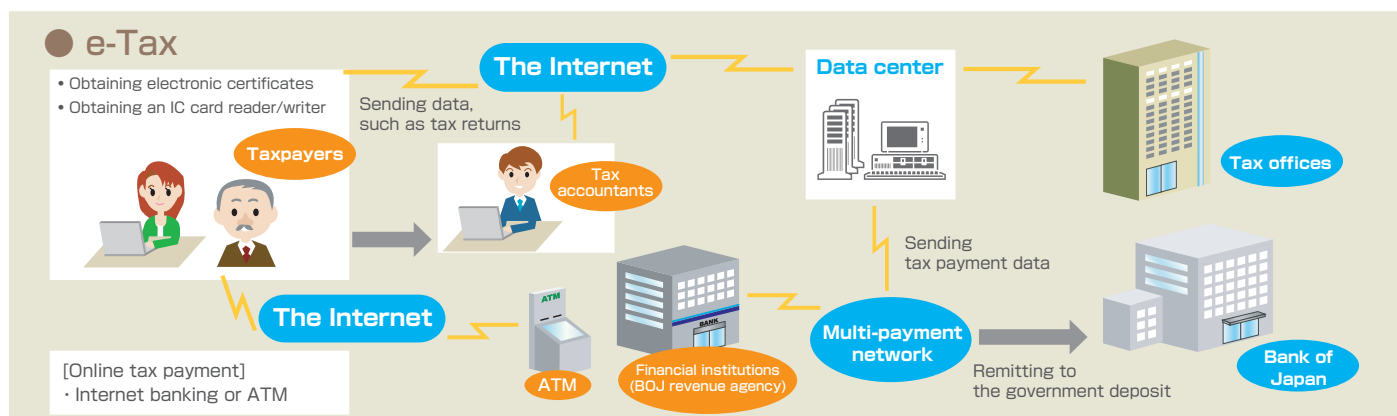 ● e-Tax
• Obtaining electronic certificates
• Obtaining an IC card reader/writer
Taxpayers
Sending data,
such as tax returns
The Internet
Tax
accountants
Data center
Tax offices
The Internet
ATM
ATM
BANK
Financial institutions
(BOJ revenue agency)
Sending
tax payment data
Multi-payment
network
Remitting to
the government deposit
Bank of
Japan
[Online tax payment]
· Internet banking or ATM